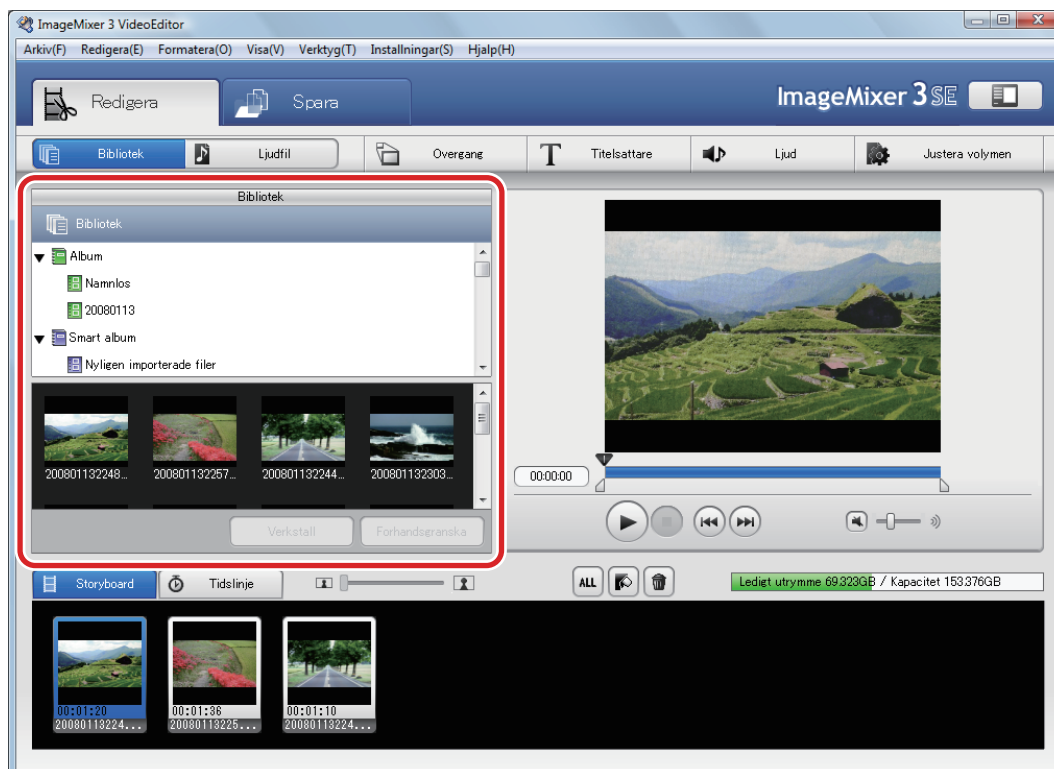 ImageMixer 3 VideoEditor
Arkiv(F) Redigera(E) Formatera(O) Visa(V) Verktyg(T) Installningar(S) Hjalp(H)
Redigera Spara ImageMixer 3 SE
Bibliotek Ljudfil Overgang Titelsattare Ljud Justera volymen
Bibliotek
Bibliotek
Album
Namnlos
20080113
Smart album
Nyligen importerade filer
200801132248... 200801132257... 200801132244... 200801132303...
00:00:00
Verkstall Forhandsgranska
Storyboard Tidslinje ALL Ledigt utrymme 69.323GB / Kapacitet 153.376GB
00:01:20 00:01:36 00:01:10
20080113224... 20080113225... 20080113224...